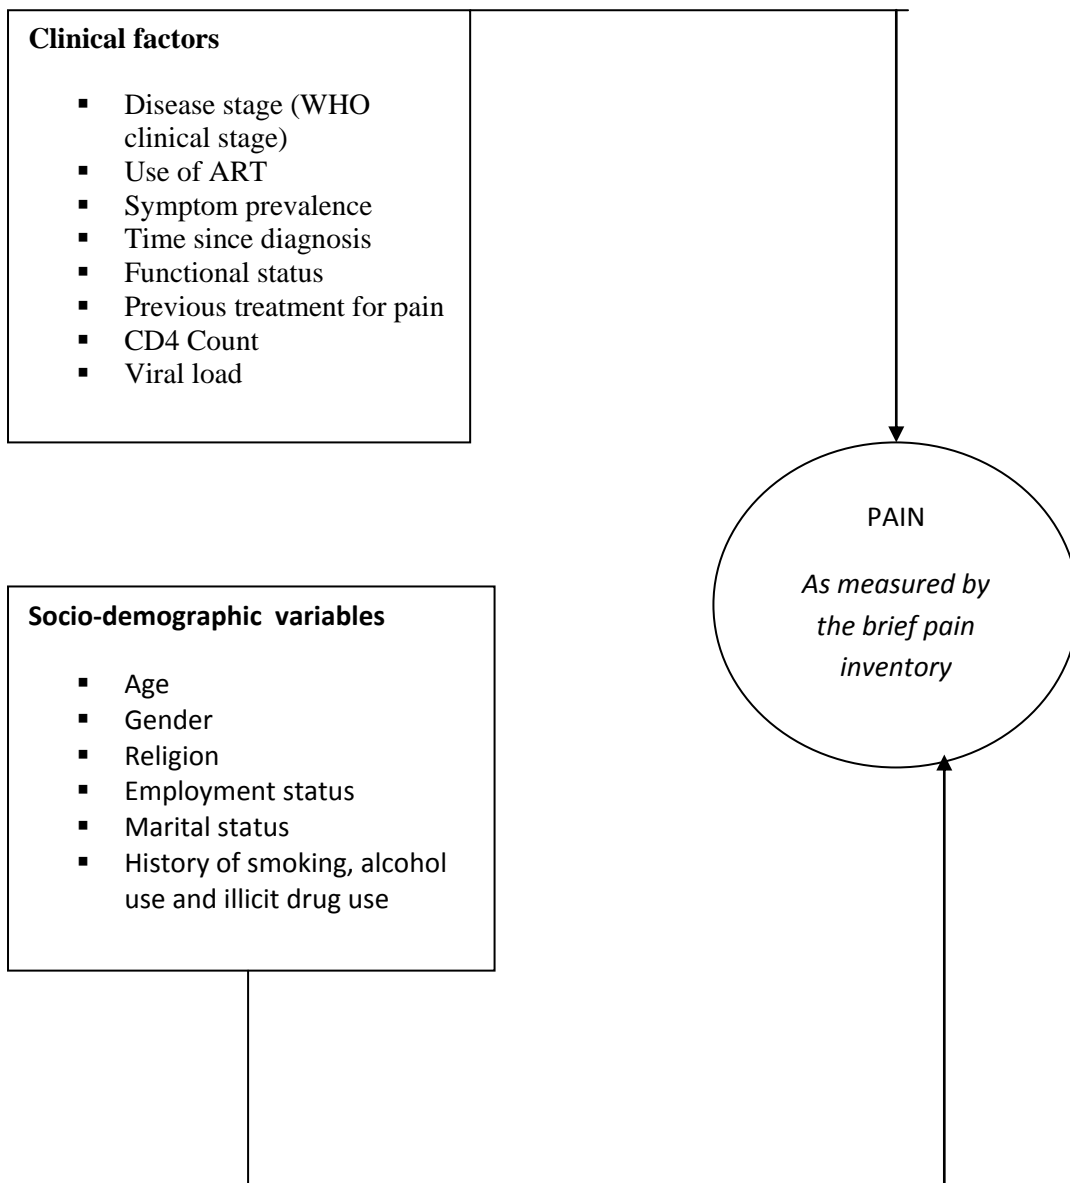 Clinical factors
▪ Disease stage (WHO
clinical stage)
▪ Use of ART
▪ Symptom prevalence
▪ Time since diagnosis
▪ Functional status
▪ Previous treatment for pain
▪ CD4 Count
▪ Viral load
PAIN
As measured by
the brief pain
inventory
Socio-demographic variables
▪ Age
▪ Gender
▪ Religion
▪ Employment status
▪ Marital status
▪ History of smoking, alcohol
use and illicit drug use